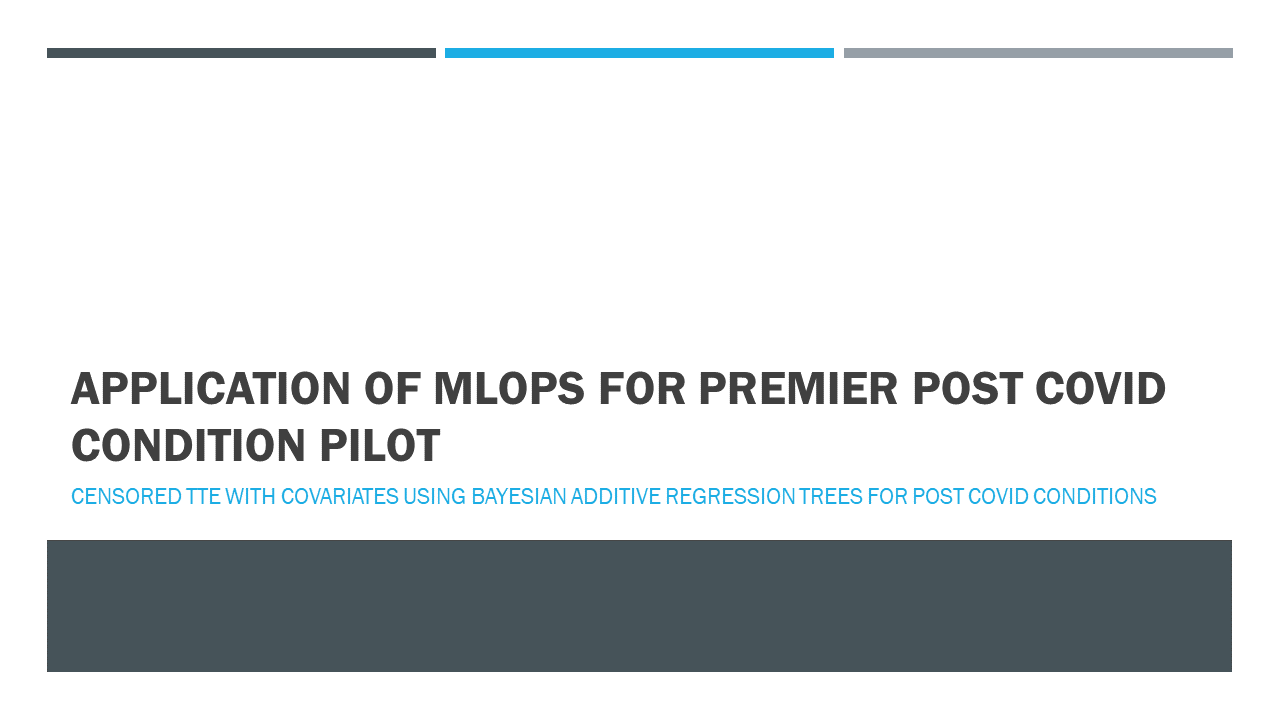 APPLICATION OF MLOPS FOR PREMIER POST COVID
CONDITION PILOT
CENSORED TTE WITH COVARIATES USING BAYESIAN ADDITIVE REGRESSION TREES FOR POST COVID CONDITIONS